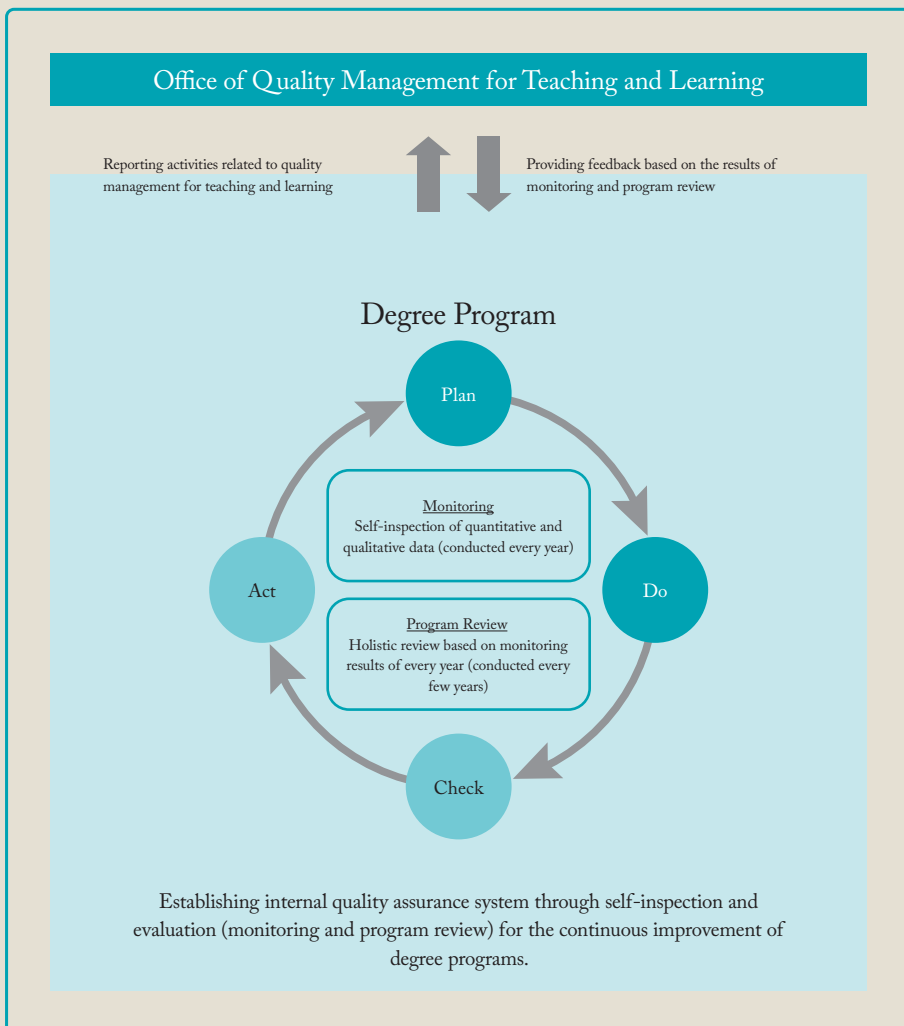 Office of Quality Management for Teaching and Learning
Reporting activities related to quality
management for teaching and learning
Providing feedback based on the results of
monitoring and program review
Degree Program
Plan
Monitoring
Self-inspection of quantitative and
qualitative data (conducted every year)
Act
Do
Program Review
Holistic review based on monitoring
results of every year (conducted every
few years)
Check
Establishing internal quality assurance system through self-inspection and
evaluation (monitoring and program review) for the continuous improvement of
degree programs.